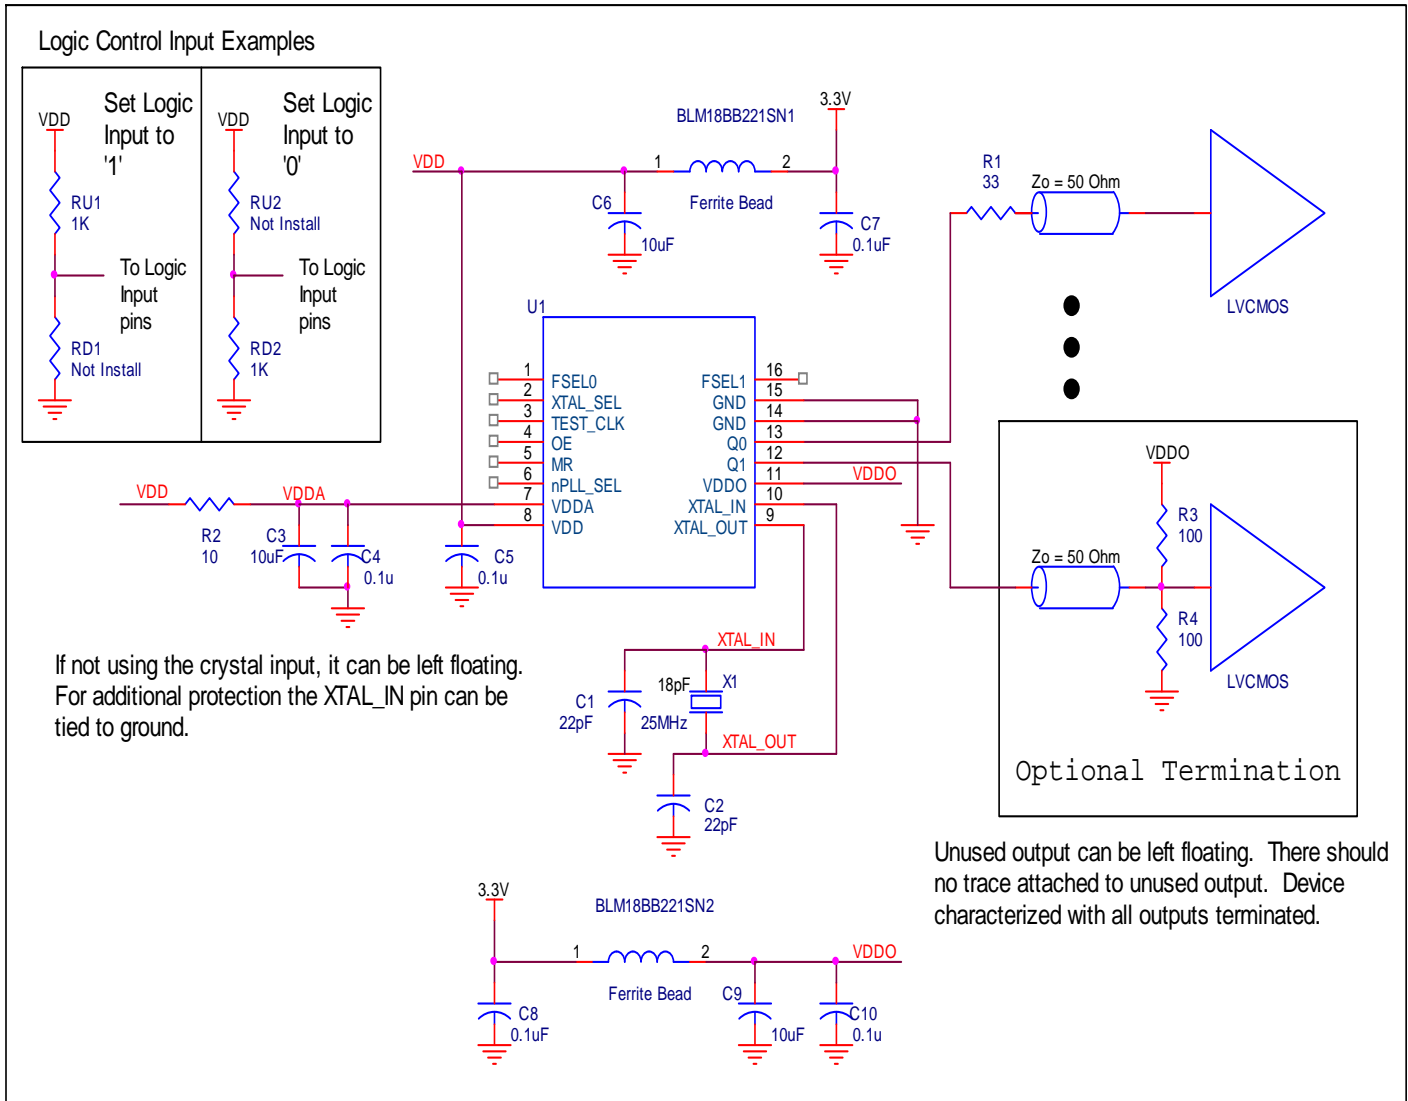 Logic Control Input Examples
Set Logic
Input to
'1'
VDD
RU1
1K
To Logic
Input
pins
RD1
Not Install
Set Logic
Input to
'0'
VDD
RU2
Not Install
To Logic
Input
pins
RD2
1K
VDD
BLM18BB221SN1
3.3V
1
2
Ferrite Bead
C6
10uF
C7
0.1uF
U1
1
FSEL0
2
XTAL_SEL
3
TEST_CLK
4
OE
5
MR
6
nPLL_SEL
7
VDDA
8
VDD
16
FSEL1
15
GND
14
GND
13
Q0
12
Q1
11
VDDO
10
XTAL_IN
9
XTAL_OUT
VDDO
VDD
R2
10
VDDA
C3
10uF
C4
0.1u
C5
0.1u
R1
33
Zo = 50 Ohm
LVCMOS
VDDO
R3
100
Zo = 50 Ohm
R4
100
LVCMOS
Optional Termination
If not using the crystal input, it can be left floating.
For additional protection the XTAL_IN pin can be
tied to ground.
XTAL_IN
C1
22pF
18pF
X1
25MHz
XTAL_OUT
C2
22pF
Unused output can be left floating. There should
no trace attached to unused output. Device
characterized with all outputs terminated.
3.3V
BLM18BB221SN2
1
2
VDDO
Ferrite Bead
C8
0.1uF
C9
10uF
C10
0.1u